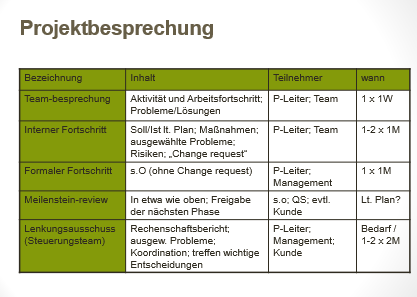 Projektbesprechung
Bezeichnung Inhalt Teilnehmer wann
Team-besprechung Aktivität und Arbeitsfortschritt; P-Leiter; Team 1 x 1W
Probleme/Lösungen
Interner Fortschritt Soll/Ist lt. Plan; Maßnahmen; P-Leiter; Team 1-2 x 1M
ausgewählte Probleme;
Risiken; „Change request“
Formaler Fortschritt s.O (ohne Change request) P-Leiter; 1 x 1M
Management
Meilenstein-review In etwa wie oben; Freigabe s.o; QS; evtl. Lt. Plan?
der nächsten Phase Kunde
Lenkungsausschuss Rechenschaftsbericht; P-Leiter; Bedarf /
(Steuerungsteam) ausgew. Probleme; Management; 1-2 x 2M
Koordination; treffen wichtige Kunde
Entscheidungen